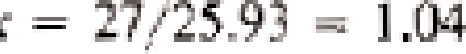 = 27/25.93 = 1.04